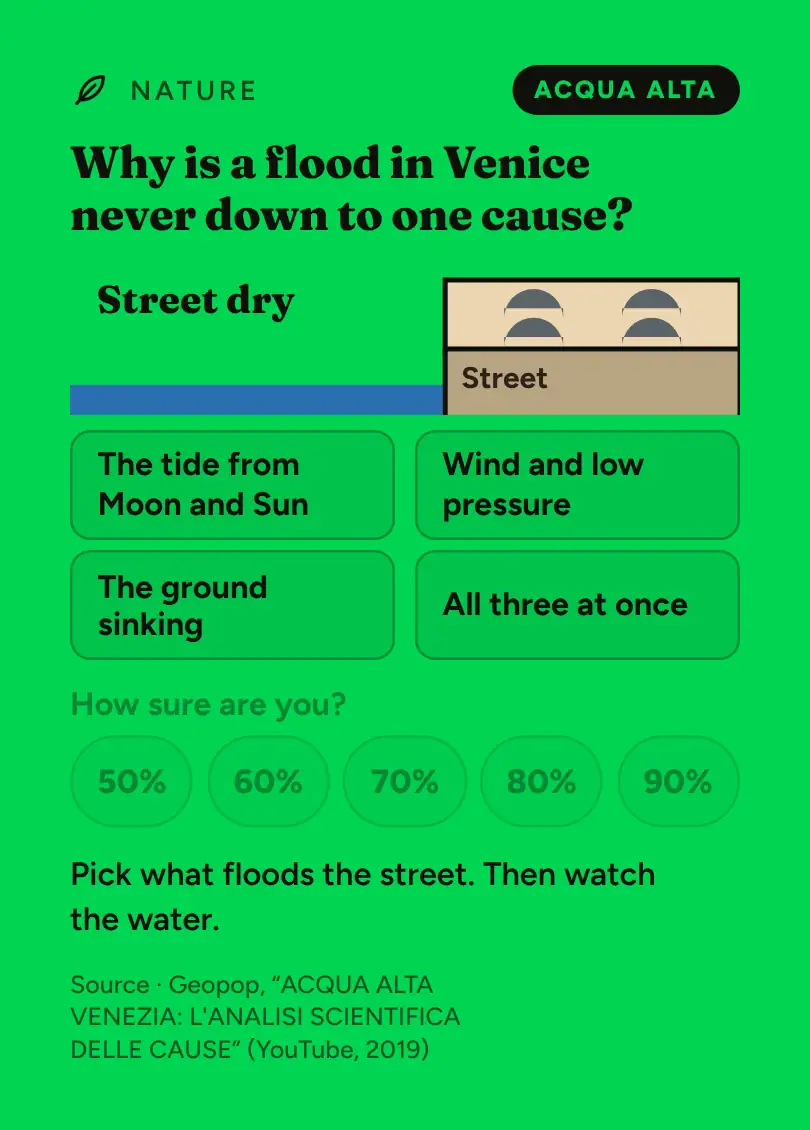 NATURE
ACQUA ALTA
Why is a flood in Venice
never down to one cause?
Street dry
Street
The tide from
Moon and Sun
Wind and low
pressure
The ground
sinking
All three at once
How sure are you?
50%
60%
70%
80%
90%
Pick what floods the street. Then watch
the water.
Source · Geopop, “ACQUA ALTA
VENEZIA: L'ANALISI SCIENTIFICA
DELLE CAUSE” (YouTube, 2019)